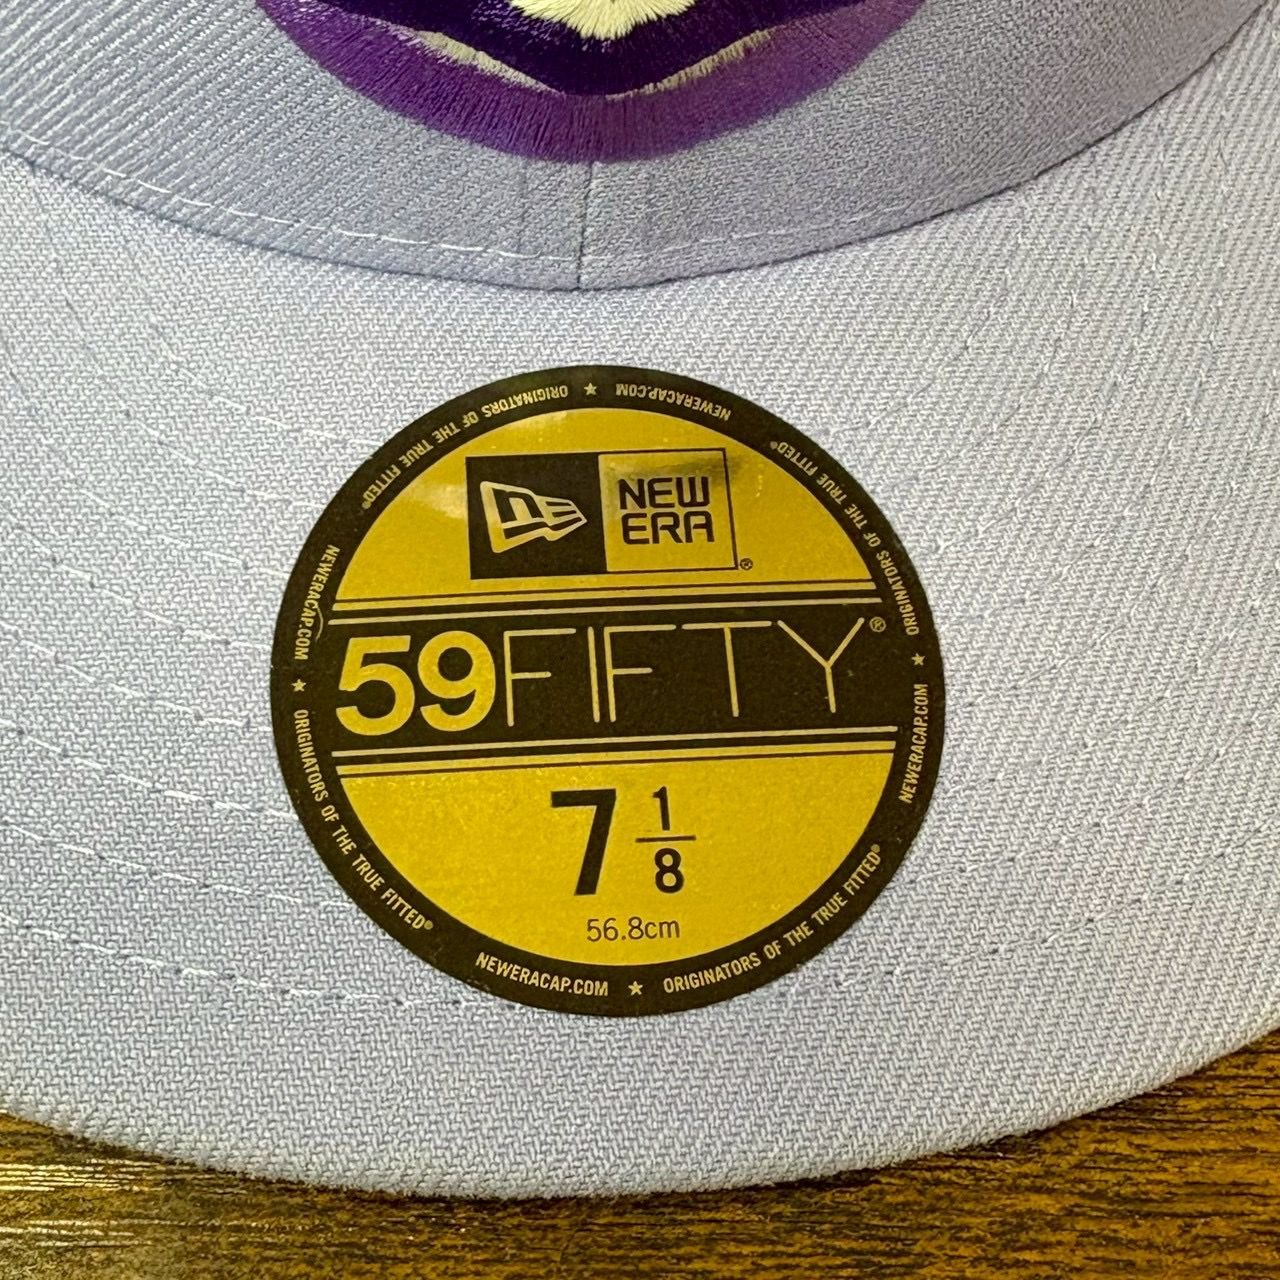 NEW
ERA®
59FIFTY®
7 1/8
56.8cm
NEWERACAP.COM ★ ORIGINATORS OF THE TRUE FITTED®
NEWERACAP.COM ★ ORIGINATORS OF THE TRUE FITTED®
NEWERACAP.COM ★ ORIGINATORS OF THE TRUE FITTED®
NEWERACAP.COM ★ ORIGINATORS OF THE TRUE FITTED®